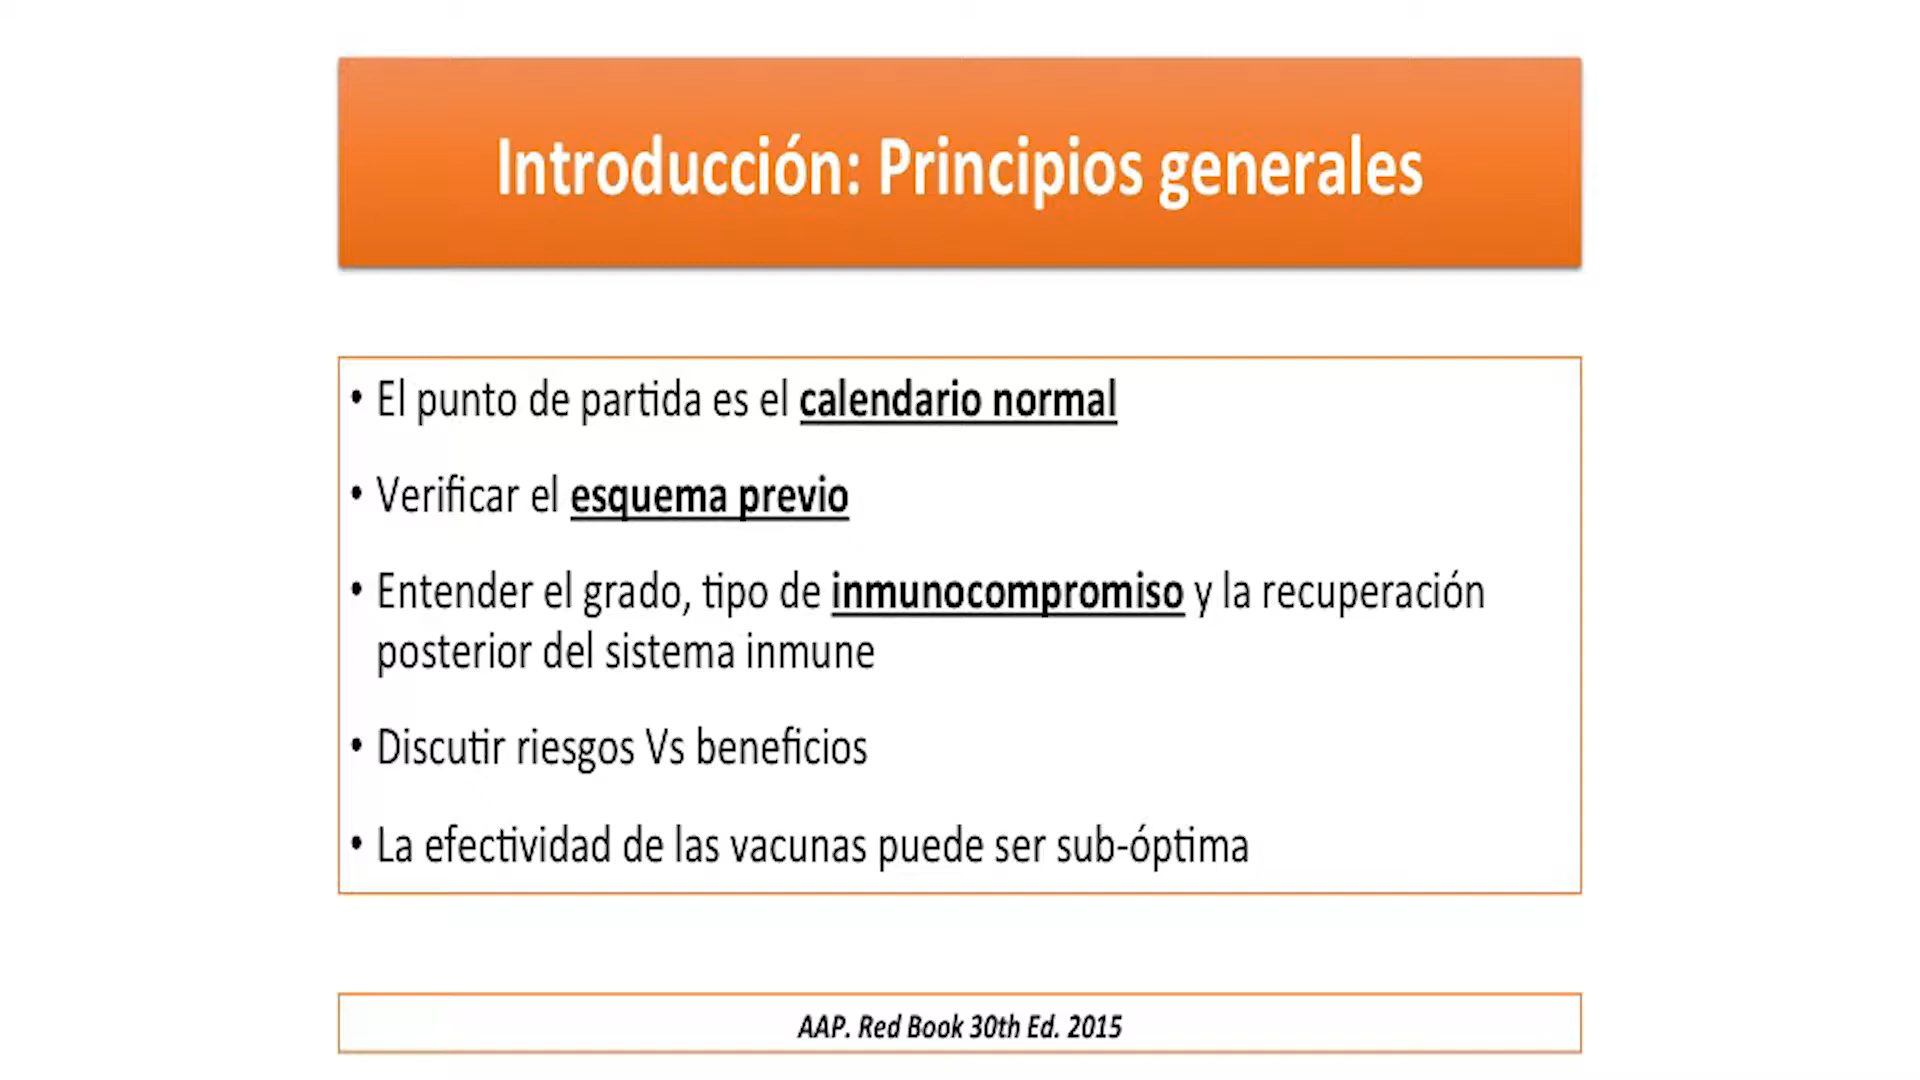 Introducción: Principios generales
• El punto de partida es el calendario normal
• Verificar el esquema previo
• Entender el grado, tipo de inmunocompromiso y la recuperación
posterior del sistema inmune
• Discutir riesgos Vs beneficios
• La efectividad de las vacunas puede ser sub-óptima
AAP. Red Book 30th Ed. 2015